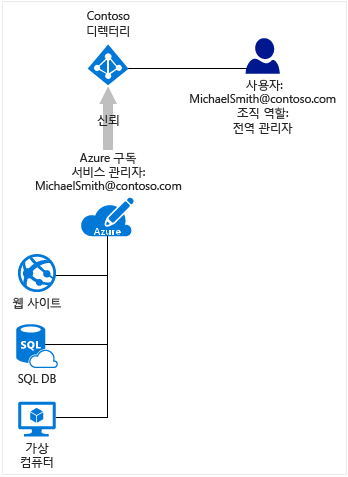 Contoso
디렉터리
사용자:
MichaelSmith@contoso.com
조직 역할:
전역 관리자
신뢰
Azure 구독
서비스 관리자:
MichaelSmith@contoso.com
Azure
웹 사이트
SQL
SQL DB
가상
컴퓨터